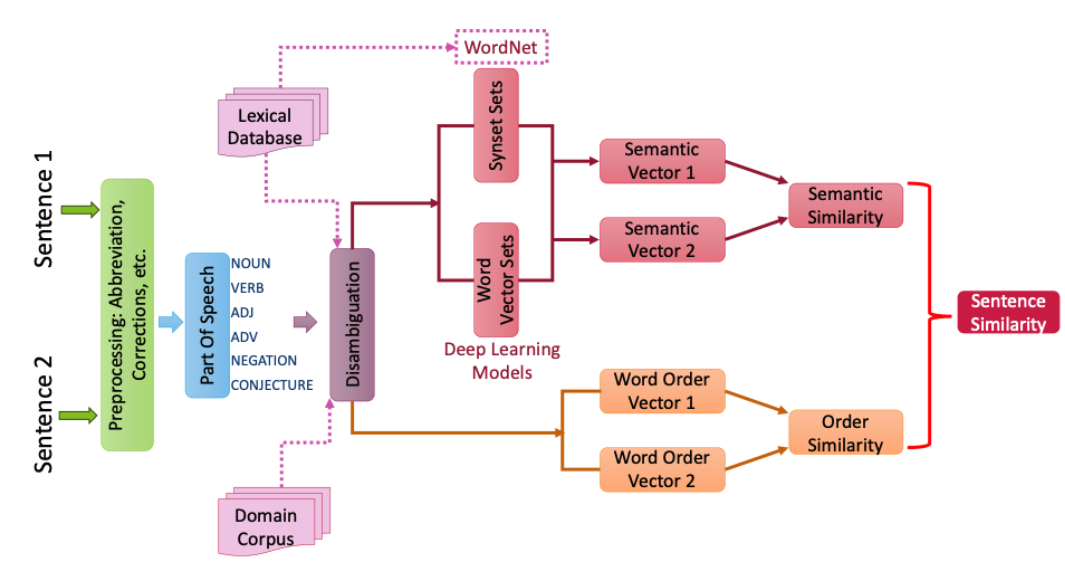 WordNet
Lexical
Database
Synset Sets
Sentence 1
Semantic
Vector 1
Semantic
Similarity
Preprocessing: Abbreviation,
Corrections, etc.
Part Of Speech
NOUN
VERB
ADJ
ADV
NEGATION
CONJECTURE
Disambiguation
Word
Vector Sets
Semantic
Vector 2
Deep Learning
Models
Sentence
Similarity
Sentence 2
Word Order
Vector 1
Order
Similarity
Word Order
Vector 2
Domain
Corpus